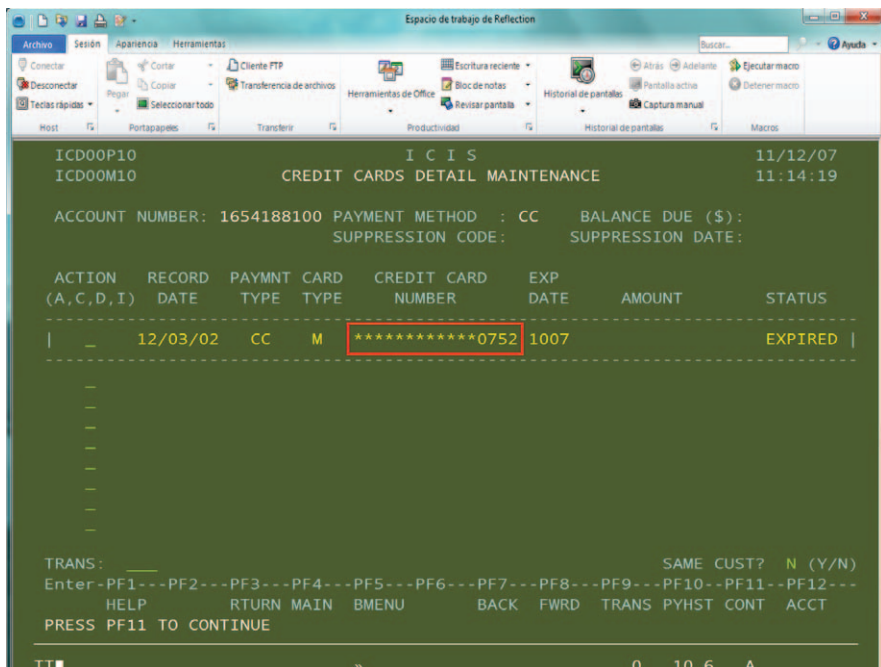 Espacio de trabajo de Reflection
Archivo Sesión Apariencia Herramientas Buscar... Ayuda
Conectar Cortar Cliente FTP Escritura reciente Atrás Adelante Ejecutar macro
Desconectar Pegar Copiar Transferencia de archivos Herramientas de Office Bloc de notas Historial de pantallas Pantalla activa Detener macro
Teclas rápidas Seleccionar todo Revisar pantalla Captura manual
Host Portapapeles Transferir Productividad Historial de pantallas Macros
ICD00P10 I C I S 11/12/07
ICD00M10 CREDIT CARDS DETAIL MAINTENANCE 11:14:19
ACCOUNT NUMBER: 1654188100 PAYMENT METHOD : CC BALANCE DUE ($):
SUPPRESSION CODE: SUPPRESSION DATE:
ACTION RECORD PAYMNT CARD CREDIT CARD EXP
(A,C,D,I) DATE TYPE TYPE NUMBER DATE AMOUNT STATUS
| _ 12/03/02 CC M ************0752 1007 EXPIRED |
TRANS: ___ SAME CUST? N (Y/N)
Enter-PF1---PF2---PF3---PF4---PF5---PF6---PF7---PF8---PF9---PF10--PF11--PF12---
HELP RTURN MAIN BMENU BACK FWRD TRANS PYHST CONT ACCT
PRESS PF11 TO CONTINUE